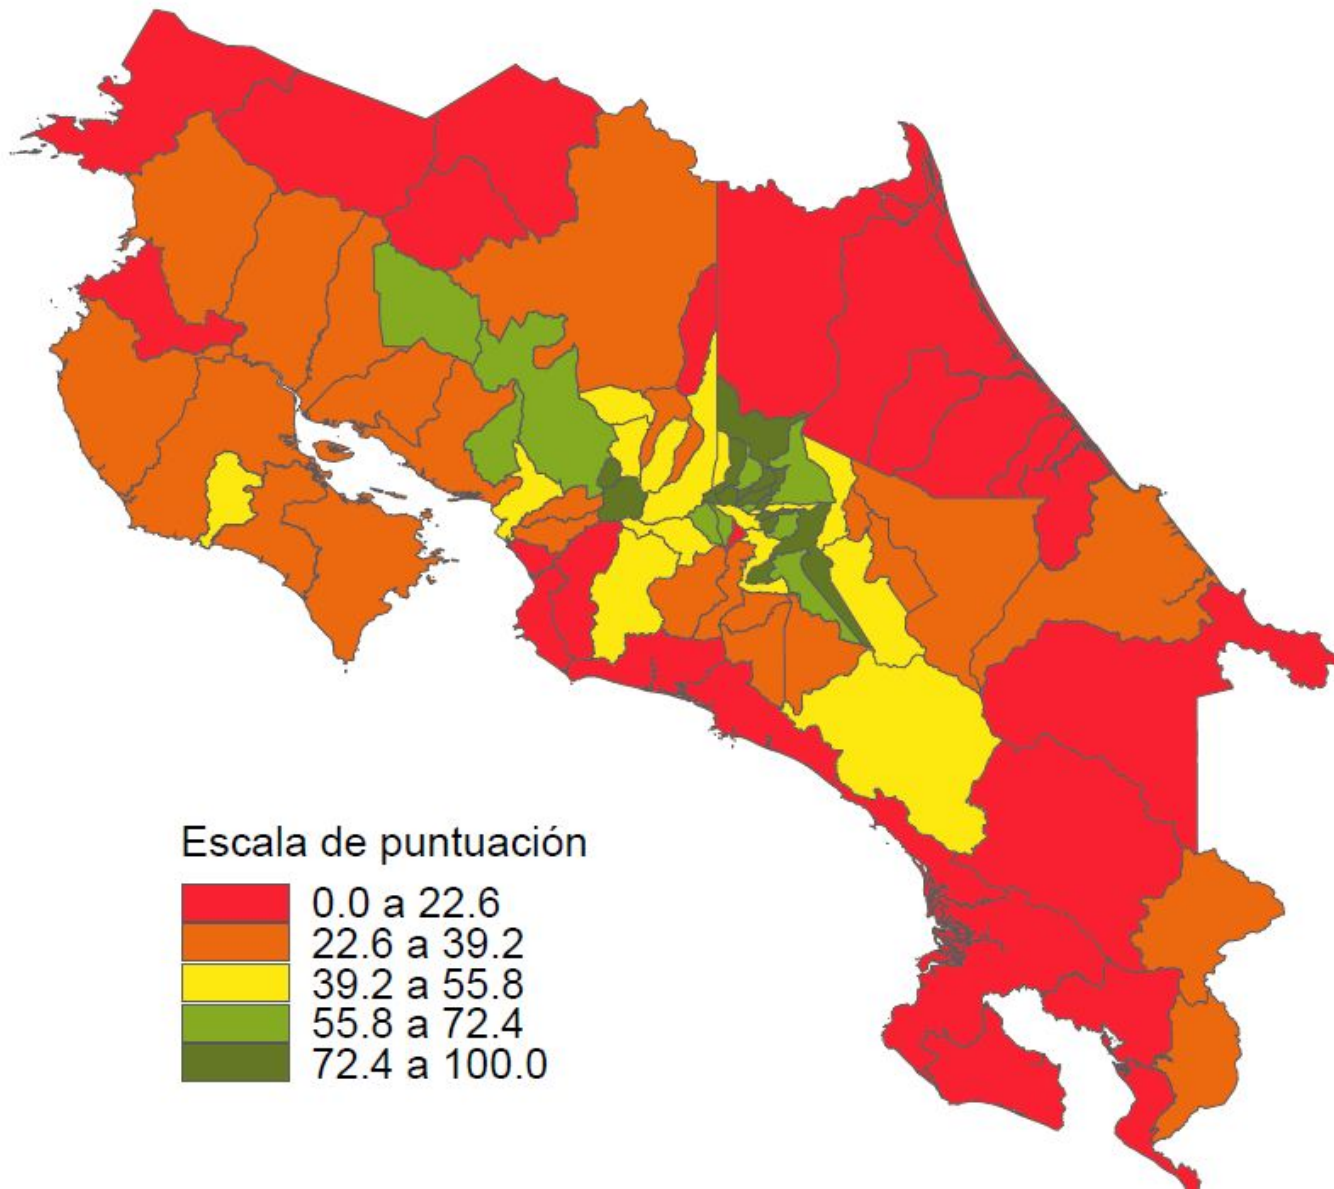 Escala de puntuación
0.0 a 22.6
22.6 a 39.2
39.2 a 55.8
55.8 a 72.4
72.4 a 100.0